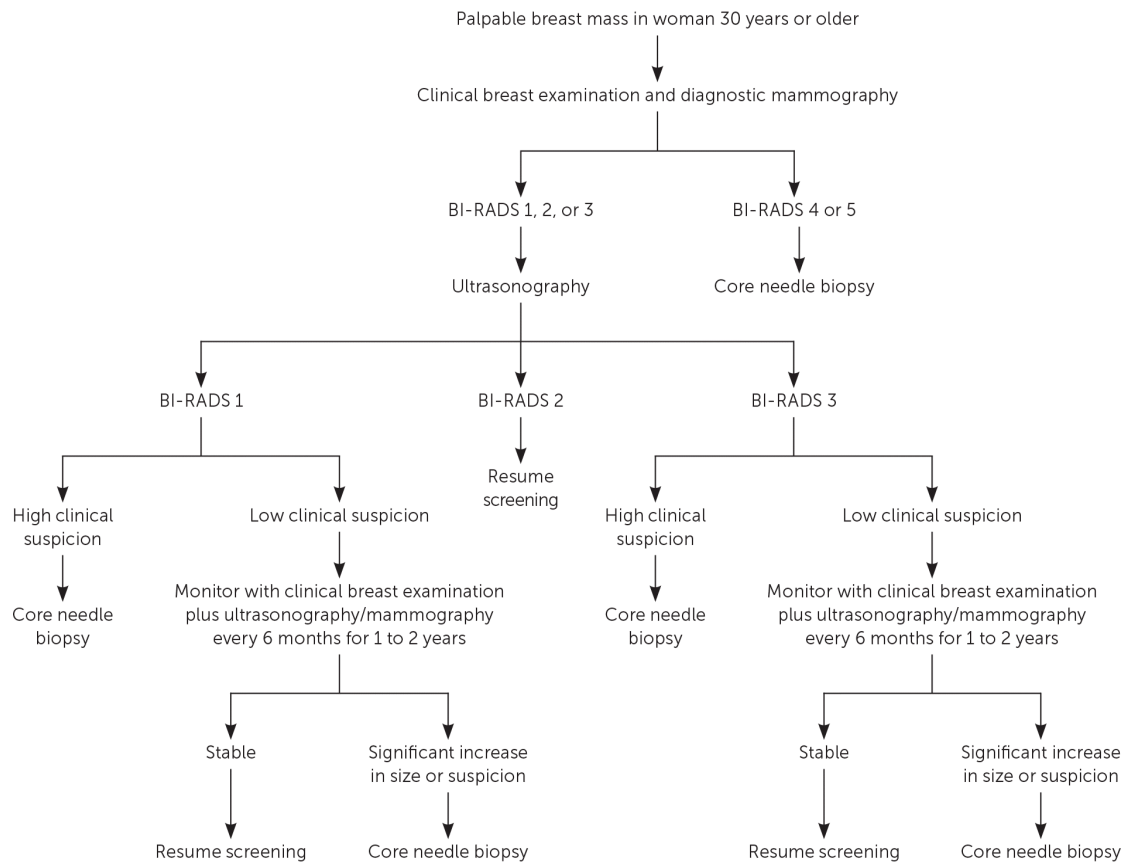 Palpable breast mass in woman 30 years or older
Clinical breast examination and diagnostic mammography
BI-RADS 1, 2, or 3
BI-RADS 4 or 5
Ultrasonography
Core needle biopsy
BI-RADS 1
BI-RADS 2
BI-RADS 3
Resume
screening
High clinical
suspicion
Low clinical suspicion
High clinical
suspicion
Low clinical suspicion
Core needle
biopsy
Monitor with clinical breast examination
plus ultrasonography/mammography
every 6 months for 1 to 2 years
Core needle
biopsy
Monitor with clinical breast examination
plus ultrasonography/mammography
every 6 months for 1 to 2 years
Stable
Significant increase
in size or suspicion
Stable
Significant increase
in size or suspicion
Resume screening
Core needle biopsy
Resume screening
Core needle biopsy